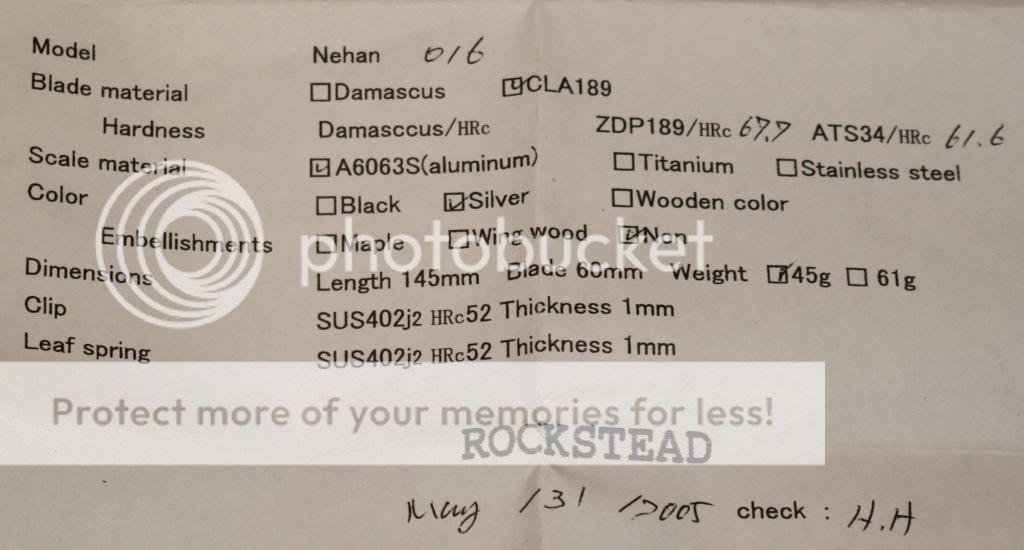 Model Nehan 016
Blade material ☐Damascus ☑CLA189
Hardness Damasccus/HRc ZDP189/HRc 67.7 ATS34/HRc 61.6
Scale material ☑A6063S(aluminum) ☐Titanium ☐Stainless steel
Color ☐Black ☑Silver ☐Wooden color
Embellishments ☐Maple ☐Wing wood ☑Non
photobucket
Dimensions Length 145mm Blade 60mm Weight ☑45g ☐ 61g
Clip SUS402j2 HRc52 Thickness 1mm
Leaf spring SUS402j2 HRc52 Thickness 1mm
Protect more of your memories for less!
ROCKSTEAD
May /31 /2005 check : H.H